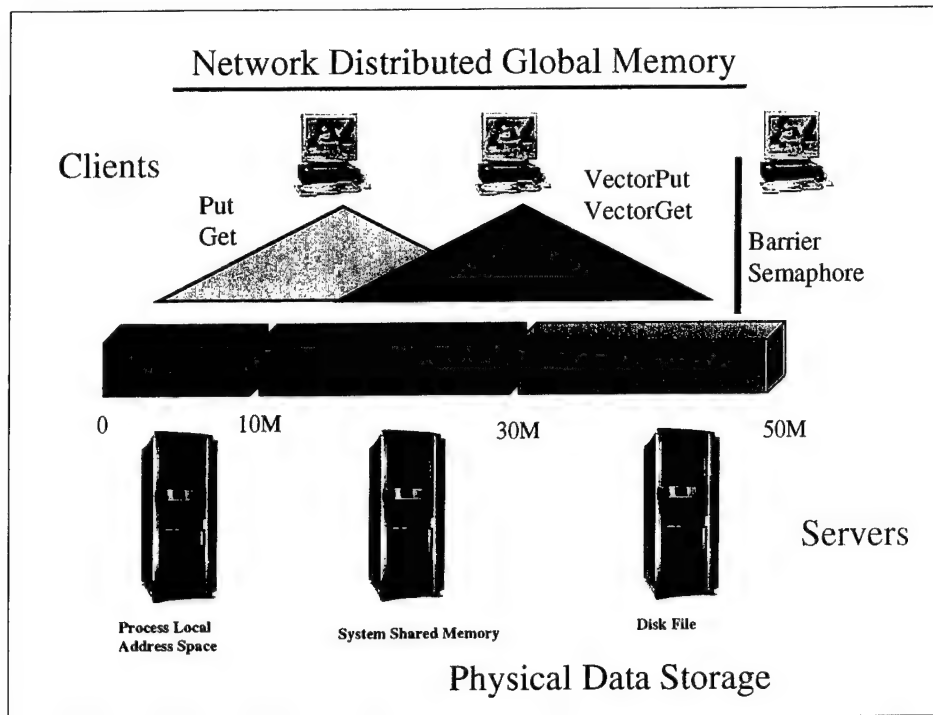 Network Distributed Global Memory
Clients
Put
Get
VectorPut
VectorGet
Barrier
Semaphore
0
10M
30M
50M
Servers
Process Local
Address Space
System Shared Memory
Disk File
Physical Data Storage